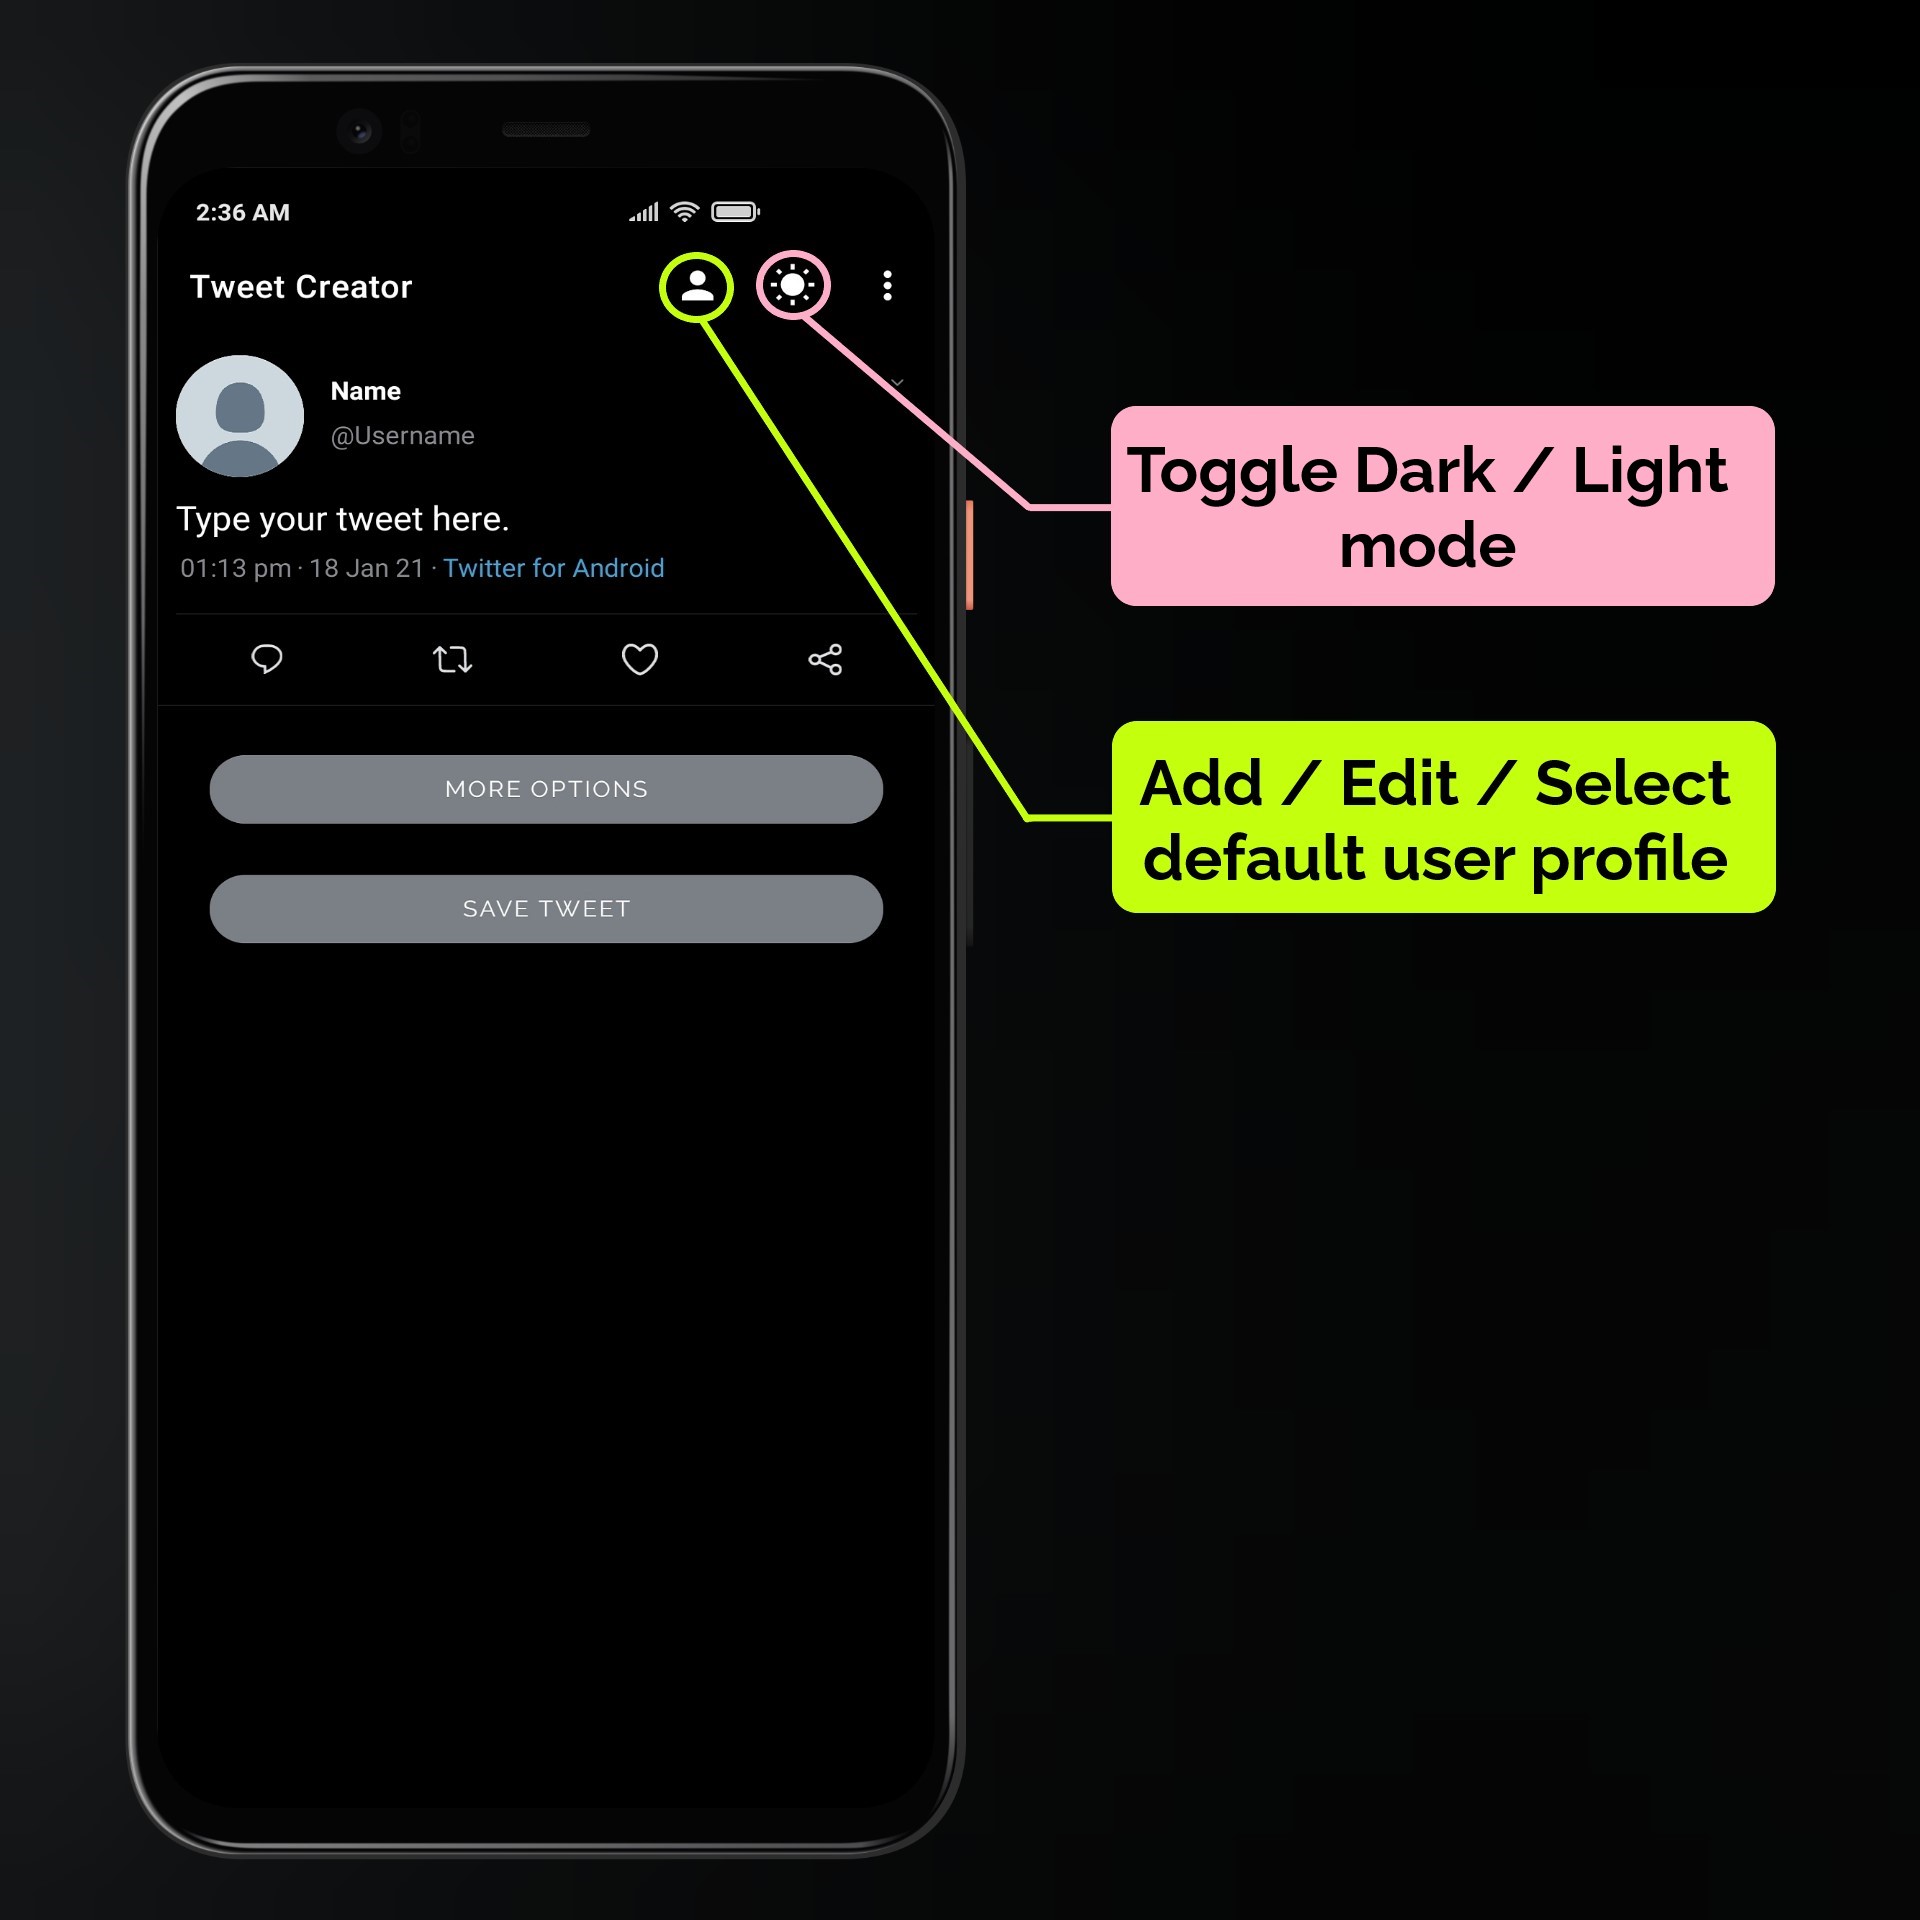 2:36 AM
Tweet Creator
Name
@Username
Type your tweet here.
01:13 pm · 18 Jan 21 · Twitter for Android
MORE OPTIONS
SAVE TWEET
Toggle Dark / Light
mode
Add / Edit / Select
default user profile